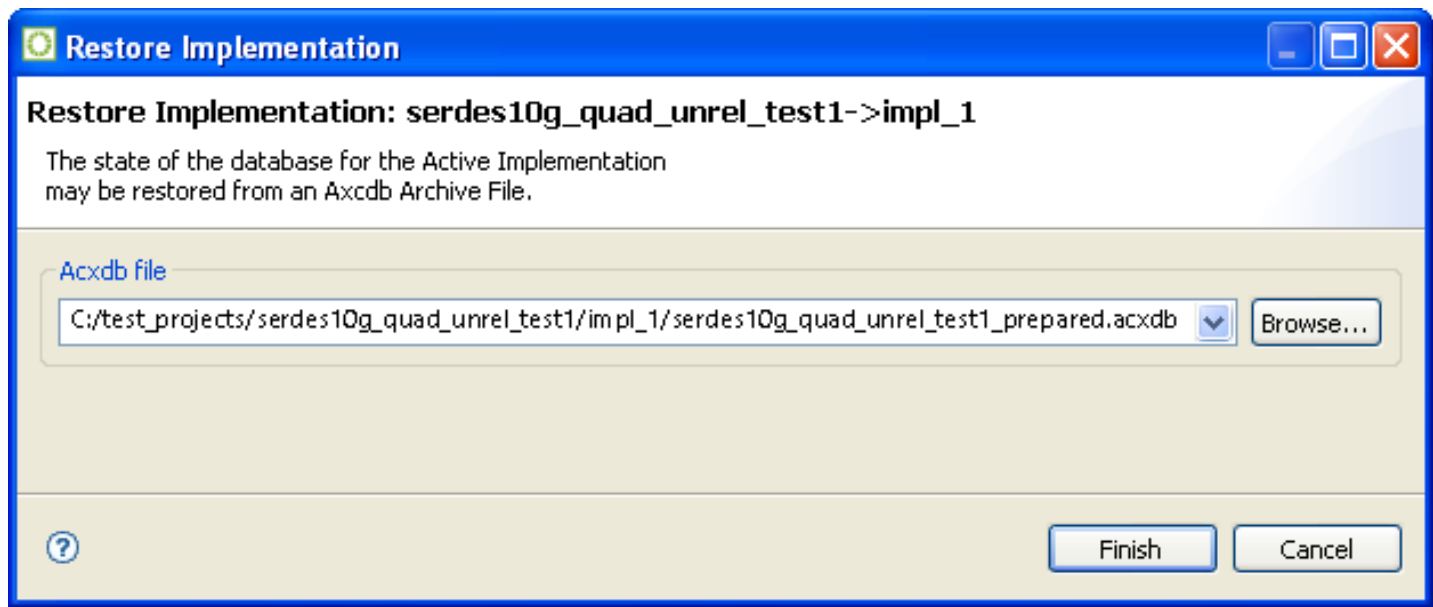 Restore Implementation
Restore Implementation: serdes10g_quad_unrel_test1->impl_1
The state of the database for the Active Implementation
may be restored from an Axcdb Archive File.
Acxdb file
C:/test_projects/serdes10g_quad_unrel_test1/impl_1/serdes10g_quad_unrel_test1_prepared.acxdb
Browse...
?
Finish
Cancel